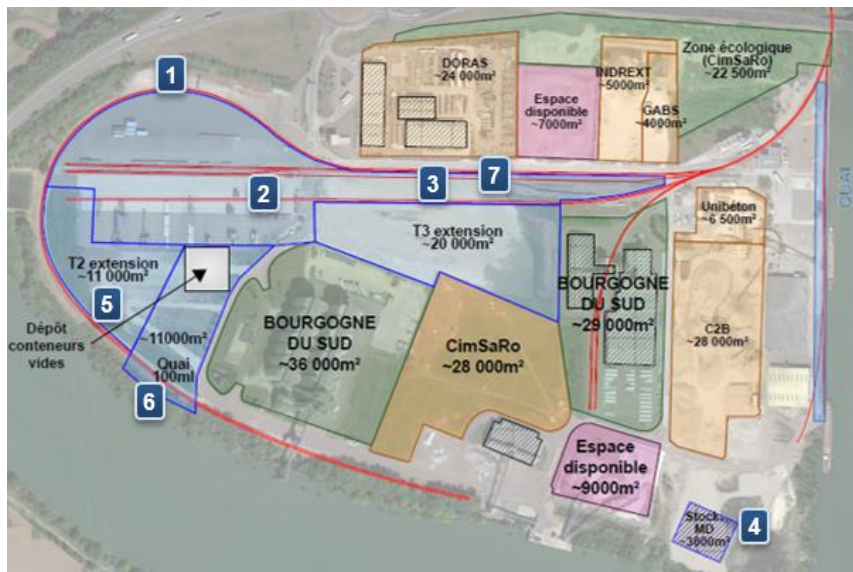 1
DORAS
~24 000m²
Espace
disponible
~7000m²
INDREXT
~5000m²
GABS
~4000m²
Zone écologique
(CimSaRo)
~22 500m²
2
3
7
QUAI
Unibéton
~6 500m²
T2 extension
~11 000m²
T3 extension
~20 000m²
5
Dépôt
conteneurs
vides
~11000m²
Quai
100ml
6
BOURGOGNE
DU SUD
~36 000m²
CimSaRo
~28 000m²
BOURGOGNE
DU SUD
~29 000m²
C2B
~28 000m²
Espace
disponible
~9000m²
Stock
MD
~3000m²
4